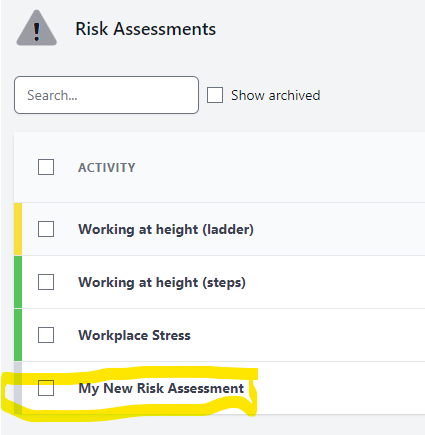 Risk Assessments
Search...
Show archived
ACTIVITY
Working at height (ladder)
Working at height (steps)
Workplace Stress
My New Risk Assessment